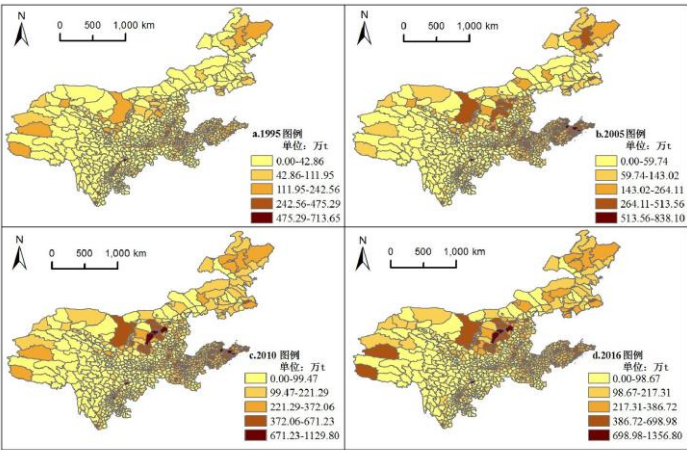 N
0 500 1,000 km
a.1995 图例
单位：万t
0.00-42.86
42.86-111.95
111.95-242.56
242.56-475.29
475.29-713.65
N
0 500 1,000 km
b.2005 图例
单位：万t
0.00-59.74
59.74-143.02
143.02-264.11
264.11-513.56
513.56-838.10
N
0 500 1,000 km
c.2010 图例
单位：万t
0.00-99.47
99.47-221.29
221.29-372.06
372.06-671.23
671.23-1129.80
N
0 500 1,000 km
d.2016 图例
单位：万t
0.00-98.67
98.67-217.31
217.31-386.72
386.72-698.98
698.98-1356.80